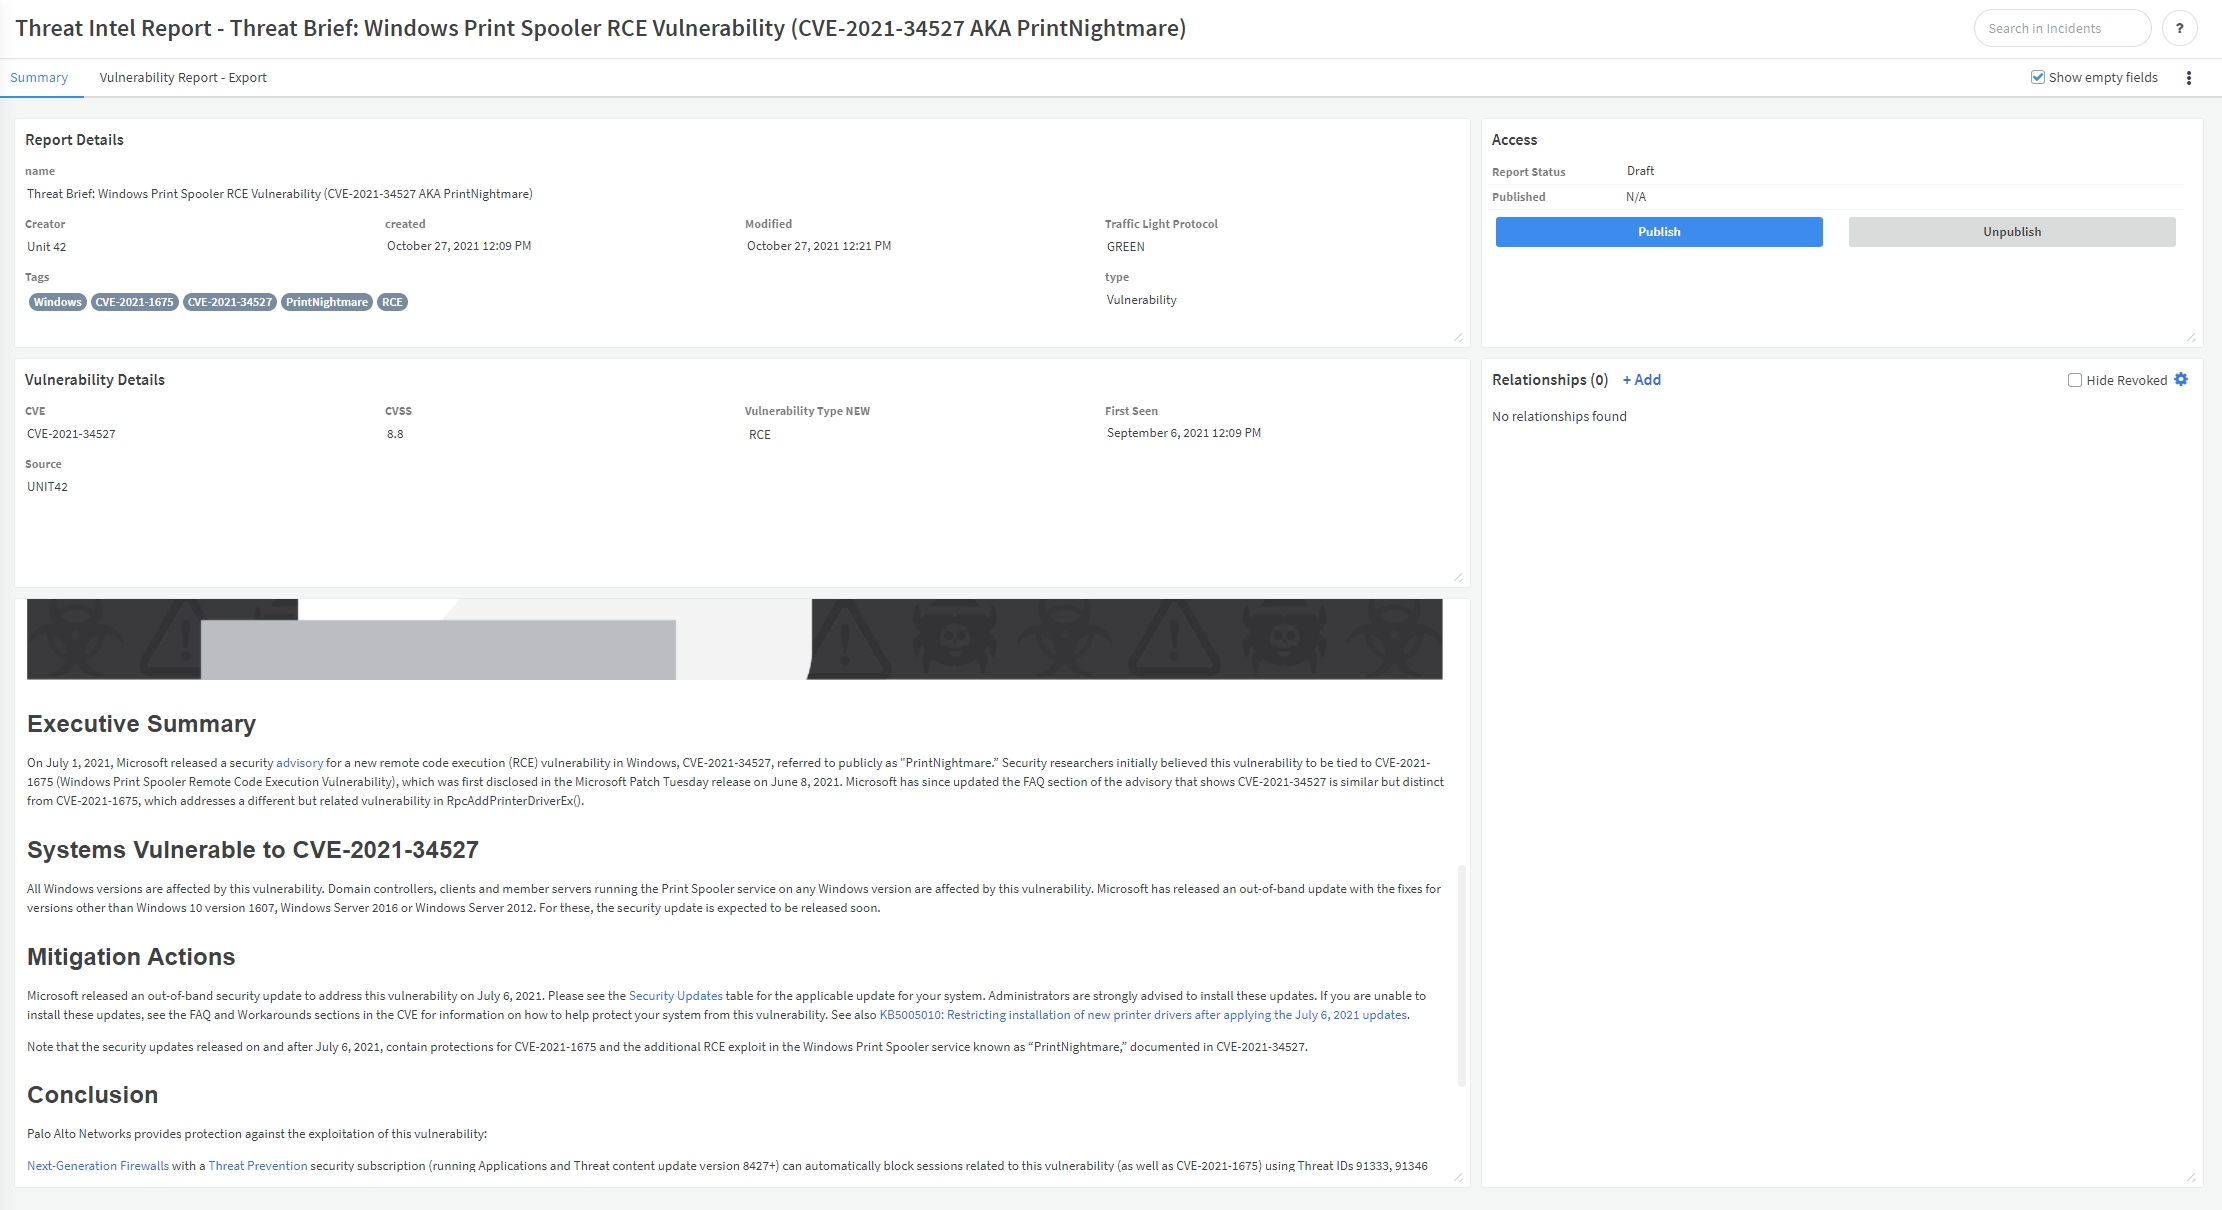 Threat Intel Report - Threat Brief: Windows Print Spooler RCE Vulnerability (CVE-2021-34527 AKA PrintNightmare)
Search in Incidents
?
Summary
Vulnerability Report - Export
Show empty fields
Report Details
name
Threat Brief: Windows Print Spooler RCE Vulnerability (CVE-2021-34527 AKA PrintNightmare)
Creator
created
Modified
Traffic Light Protocol
Unit 42
October 27, 2021 12:09 PM
October 27, 2021 12:21 PM
GREEN
Tags
type
Windows
CVE-2021-1675
CVE-2021-34527
PrintNightmare
RCE
Vulnerability
Access
Report Status
Draft
Published
N/A
Publish
Unpublish
Vulnerability Details
CVE
CVSS
Vulnerability Type NEW
First Seen
CVE-2021-34527
8.8
RCE
September 6, 2021 12:09 PM
Source
UNIT42
Relationships (0)
+ Add
Hide Revoked
No relationships found
Executive Summary
On July 1, 2021, Microsoft released a security advisory for a new remote code execution (RCE) vulnerability in Windows, CVE-2021-34527, referred to publicly as "PrintNightmare.” Security researchers initially believed this vulnerability to be tied to CVE-2021-
1675 (Windows Print Spooler Remote Code Execution Vulnerability), which was first disclosed in the Microsoft Patch Tuesday release on June 8, 2021. Microsoft has since updated the FAQ section of the advisory that shows CVE-2021-34527 is similar but distinct
from CVE-2021-1675, which addresses a different but related vulnerability in RpcAddPrinterDriverEx().
Systems Vulnerable to CVE-2021-34527
All Windows versions are affected by this vulnerability. Domain controllers, clients and member servers running the Print Spooler service on any Windows version are affected by this vulnerability. Microsoft has released an out-of-band update with the fixes for
versions other than Windows 10 version 1607, Windows Server 2016 or Windows Server 2012. For these, the security update is expected to be released soon.
Mitigation Actions
Microsoft released an out-of-band security update to address this vulnerability on July 6, 2021. Please see the Security Updates table for the applicable update for your system. Administrators are strongly advised to install these updates. If you are unable to
install these updates, see the FAQ and Workarounds sections in the CVE for information on how to help protect your system from this vulnerability. See also KB5005010: Restricting installation of new printer drivers after applying the July 6, 2021 updates.
Note that the security updates released on and after July 6, 2021, contain protections for CVE-2021-1675 and the additional RCE exploit in the Windows Print Spooler service known as “PrintNightmare,” documented in CVE-2021-34527.
Conclusion
Palo Alto Networks provides protection against the exploitation of this vulnerability:
Next-Generation Firewalls with a Threat Prevention security subscription (running Applications and Threat content update version 8427+) can automatically block sessions related to this vulnerability (as well as CVE-2021-1675) using Threat IDs 91333, 91346